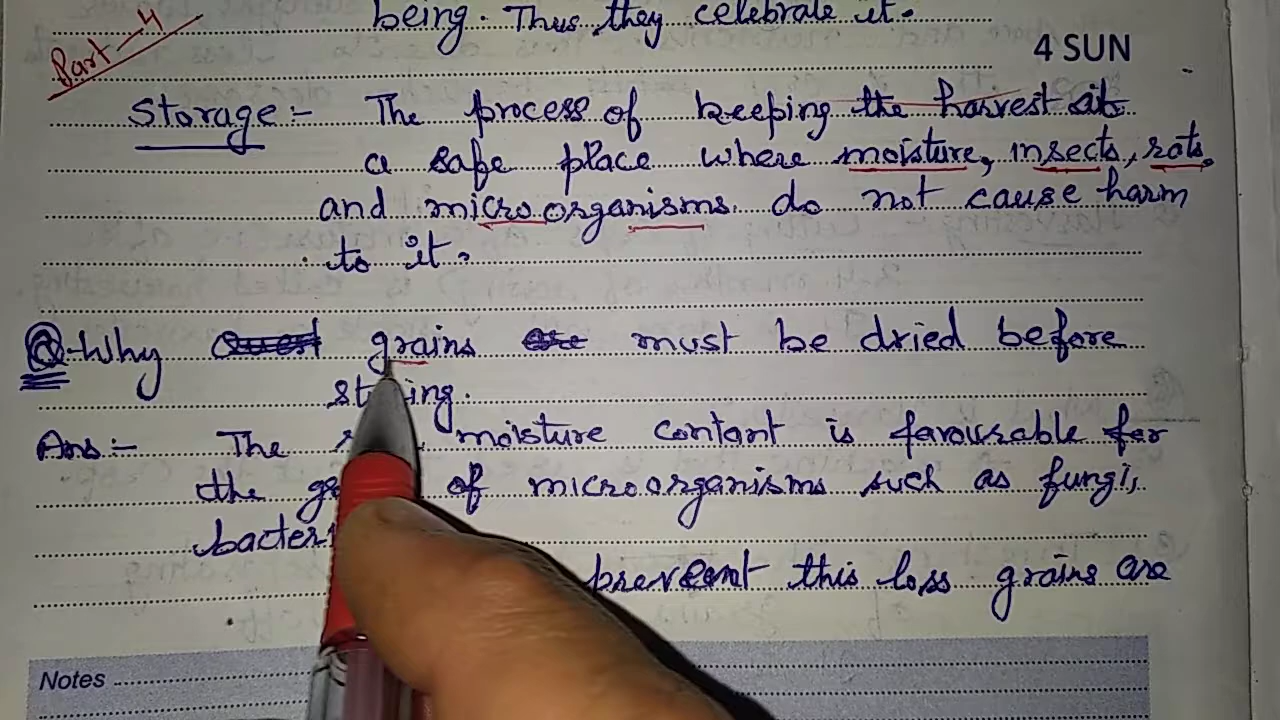 being. Thus they celebrate it.
Part-4
4 SUN
Storage:- The process of keeping the harvest at
a safe place where moisture, insects, rats,
and microorganisms do not cause harm
to it.
Q. Why grains must be dried before
Ans:- The moisture contant is favourable for
the of microorganisms such as fungi,
prevent this loss grains are
Notes